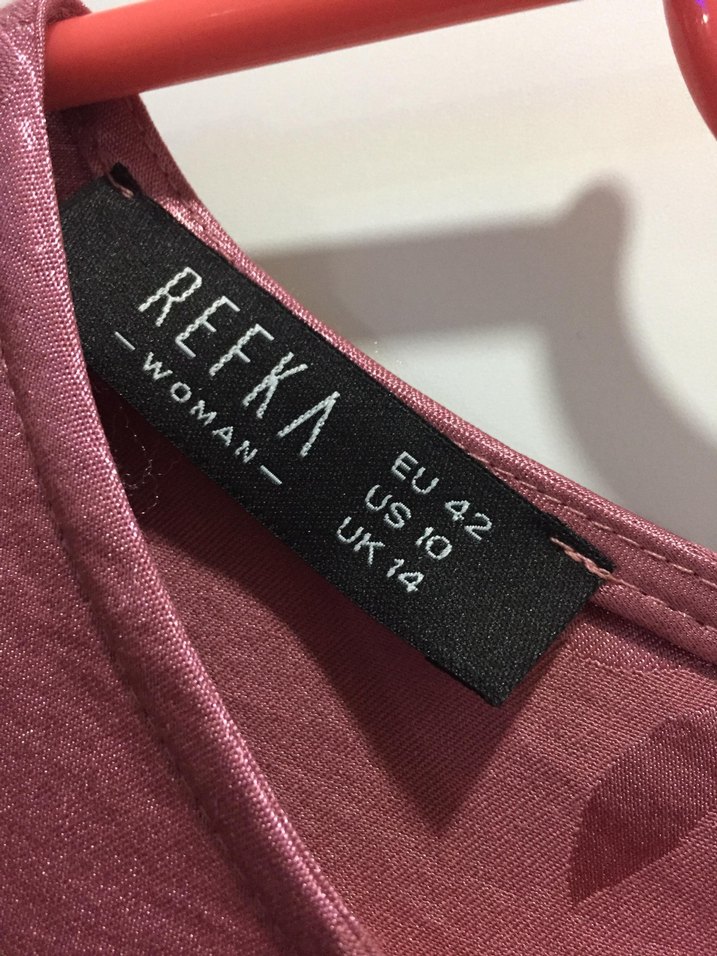 REFKA
— WOMAN —
EU 42
US 10
UK 14